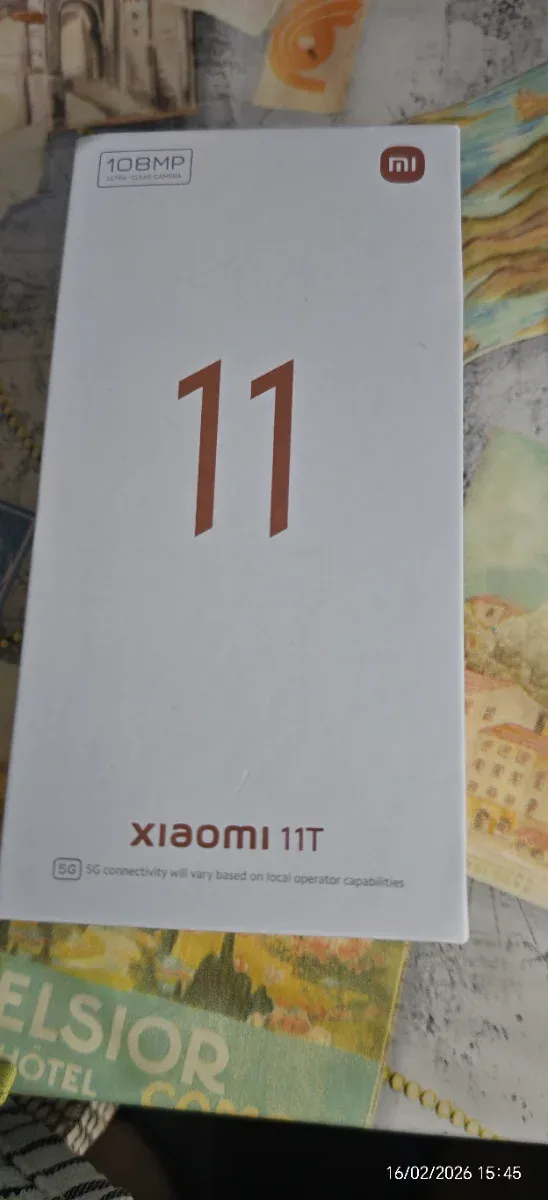 108MP
ULTRA-CLEAR CAMERA
mi
11
xiaomi 11T
5G 5G connectivity will vary based on local operator capabilities
ELSIOR
HÔTEL
16/02/2026 15:45